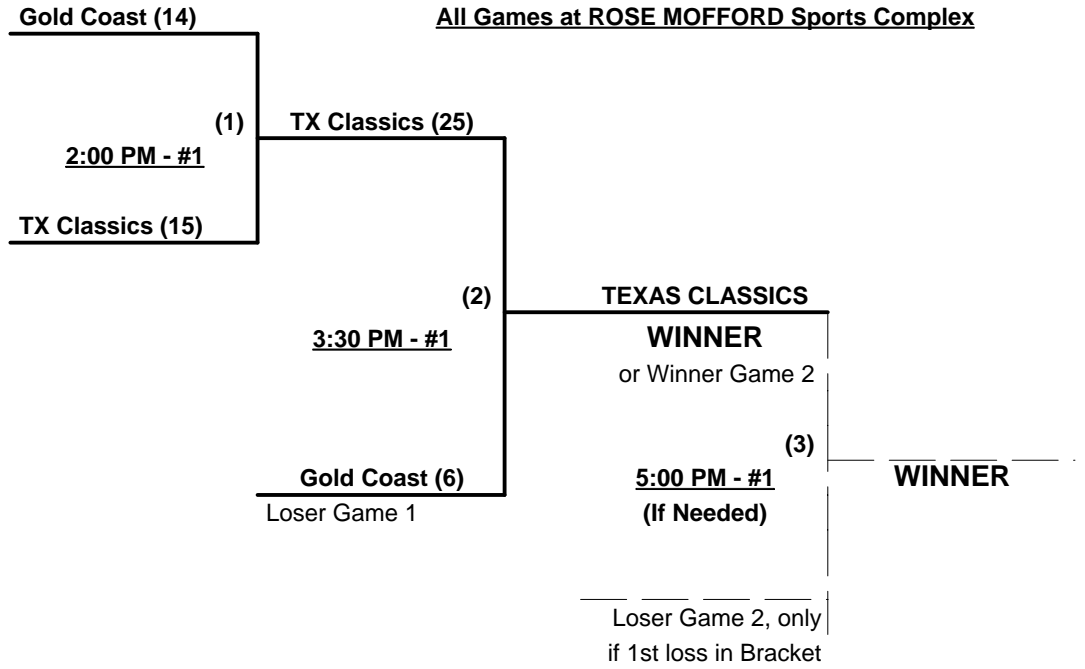 Gold Coast (14)
All Games at ROSE MOFFORD Sports Complex
(1)
TX Classics (25)
2:00 PM - #1
TX Classics (15)
(2)
TEXAS CLASSICS
3:30 PM - #1
WINNER
or Winner Game 2
(3)
Gold Coast (6)
5:00 PM - #1
WINNER
Loser Game 1
(If Needed)
Loser Game 2, only
if 1st loss in Bracket